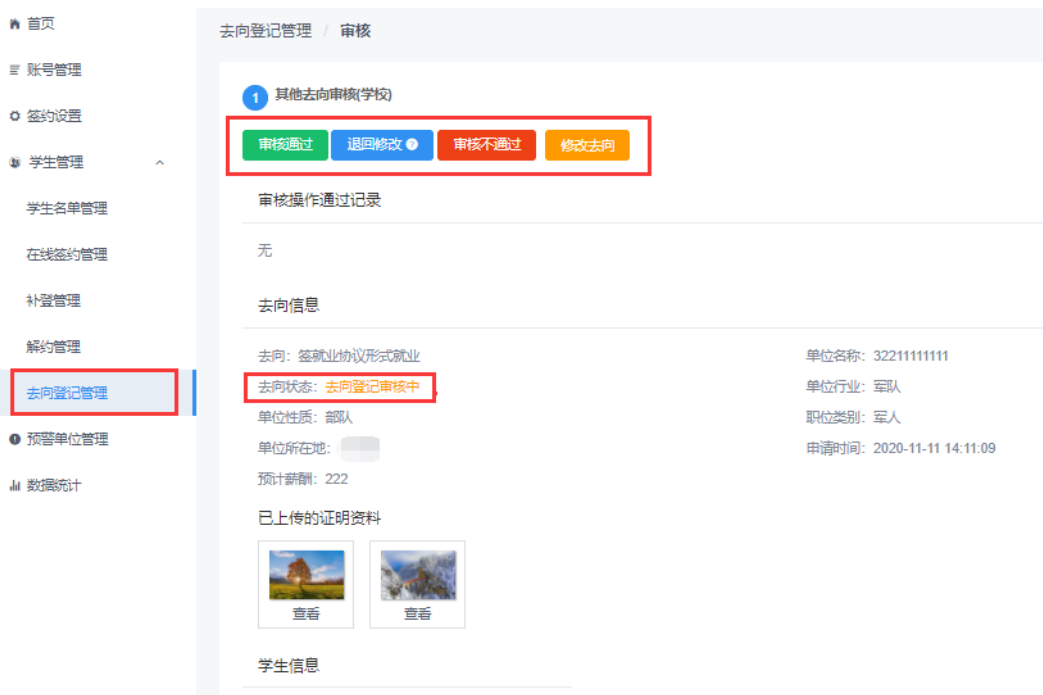 首页
账号管理
签约设置
学生管理
学生名单管理
在线签约管理
补登管理
解约管理
去向登记管理
预警单位管理
数据统计
去向登记管理 / 审核
1 其他去向审核(学校)
审核通过 退回修改 ? 审核不通过 修改去向
审核操作通过记录
无
去向信息
去向：签就业协议形式就业 单位名称：32211111111
去向状态：去向登记审核中 单位行业：军队
单位性质：部队 职位类别：军人
单位所在地： 申请时间：2020-11-11 14:11:09
预计薪酬：222
已上传的证明资料
查看 查看
学生信息